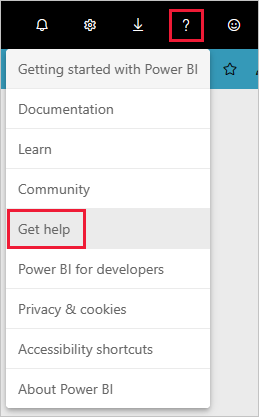 ?
Getting started with Power BI
Documentation
Learn
Community
Get help
Power BI for developers
Privacy & cookies
Accessibility shortcuts
About Power BI